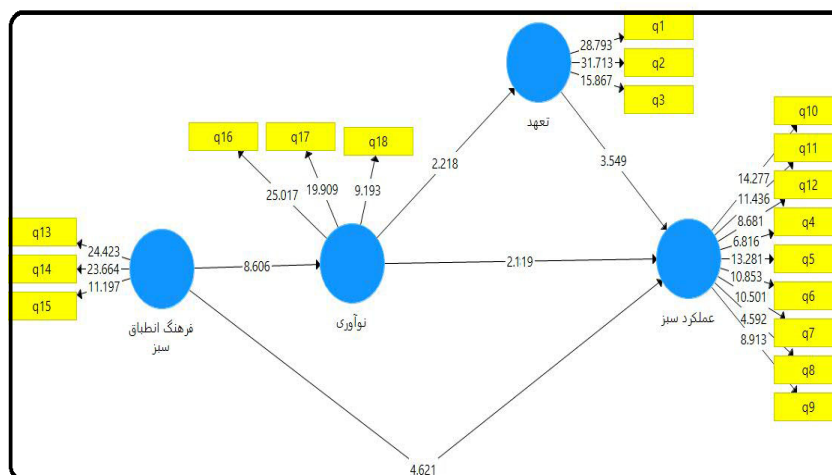 q1
28.793
q2
31.713
15.867
q3
تعهد
q10
q16
q17
q18
q11
2.218
3.549
14.277
q12
11.436
25.017
19.909
9.193
8.681
q4
q13
6.816
24.423
13.281
q5
q14
23.664
8.606
2.119
10.853
11.197
10.501
q6
q15
4.592
نوآوری
عملکرد سبز
q7
فرهنگ انطباق
سبز
8.913
q8
q9
4.621